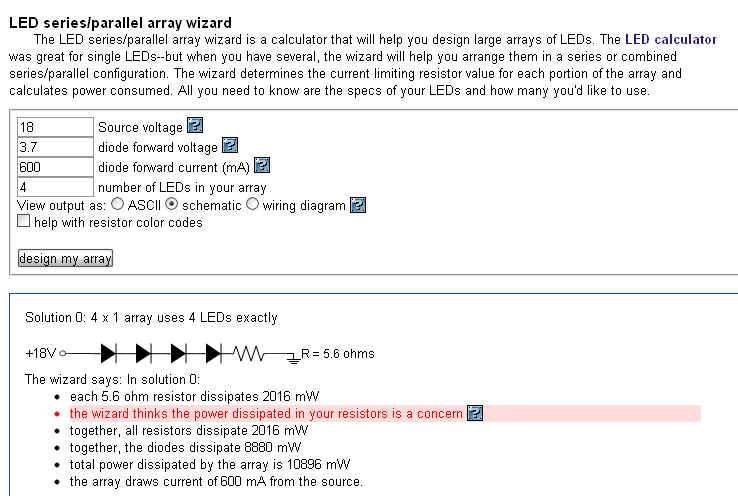 LED series/parallel array wizard
The LED series/parallel array wizard is a calculator that will help you design large arrays of LEDs. The LED calculator
was great for single LEDs--but when you have several, the wizard will help you arrange them in a series or combined
series/parallel configuration. The wizard determines the current limiting resistor value for each portion of the array and
calculates power consumed. All you need to know are the specs of your LEDs and how many you'd like to use.
18 Source voltage ?
3.7 diode forward voltage ?
600 diode forward current (mA) ?
4 number of LEDs in your array
View output as: ASCII schematic wiring diagram ?
help with resistor color codes
design my array
Solution 0: 4 x 1 array uses 4 LEDs exactly
+18V R = 5.6 ohms
The wizard says: In solution 0:
each 5.6 ohm resistor dissipates 2016 mW
the wizard thinks the power dissipated in your resistors is a concern ?
together, all resistors dissipate 2016 mW
together, the diodes dissipate 8880 mW
total power dissipated by the array is 10896 mW
the array draws current of 600 mA from the source.